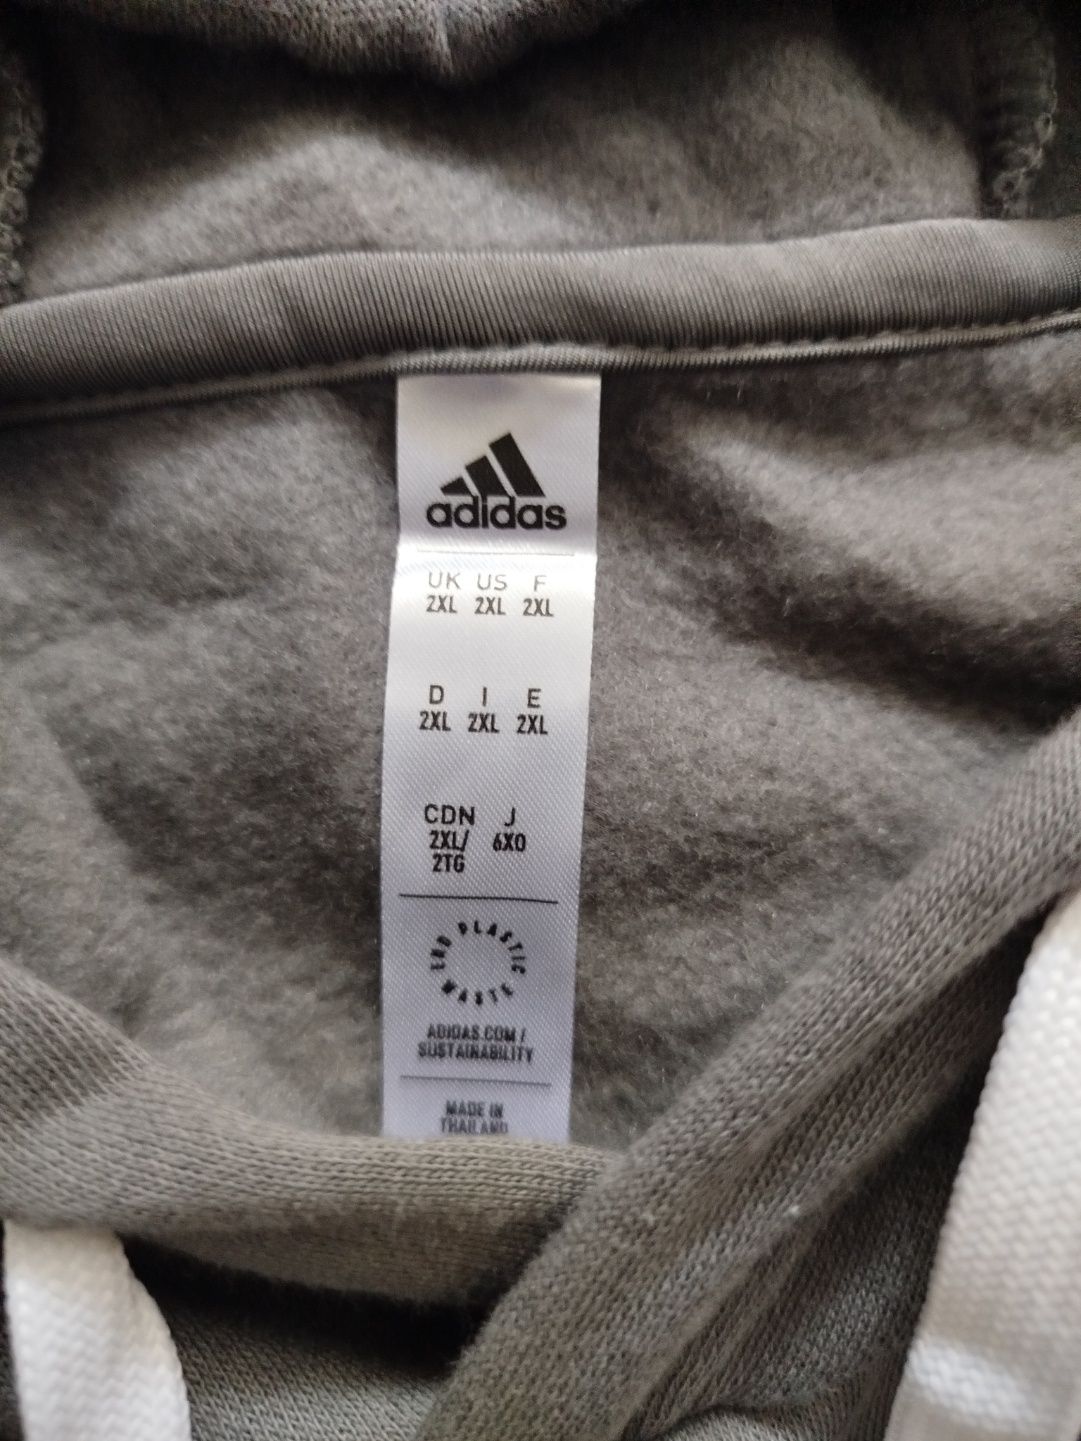 adidas
UK US F
2XL 2XL 2XL
D I E
2XL 2XL 2XL
CDN J
2XL/ 6XO
2TG
END PLASTIC WASTE
ADIDAS.COM/
SUSTAINABILITY
MADE IN
THAILAND